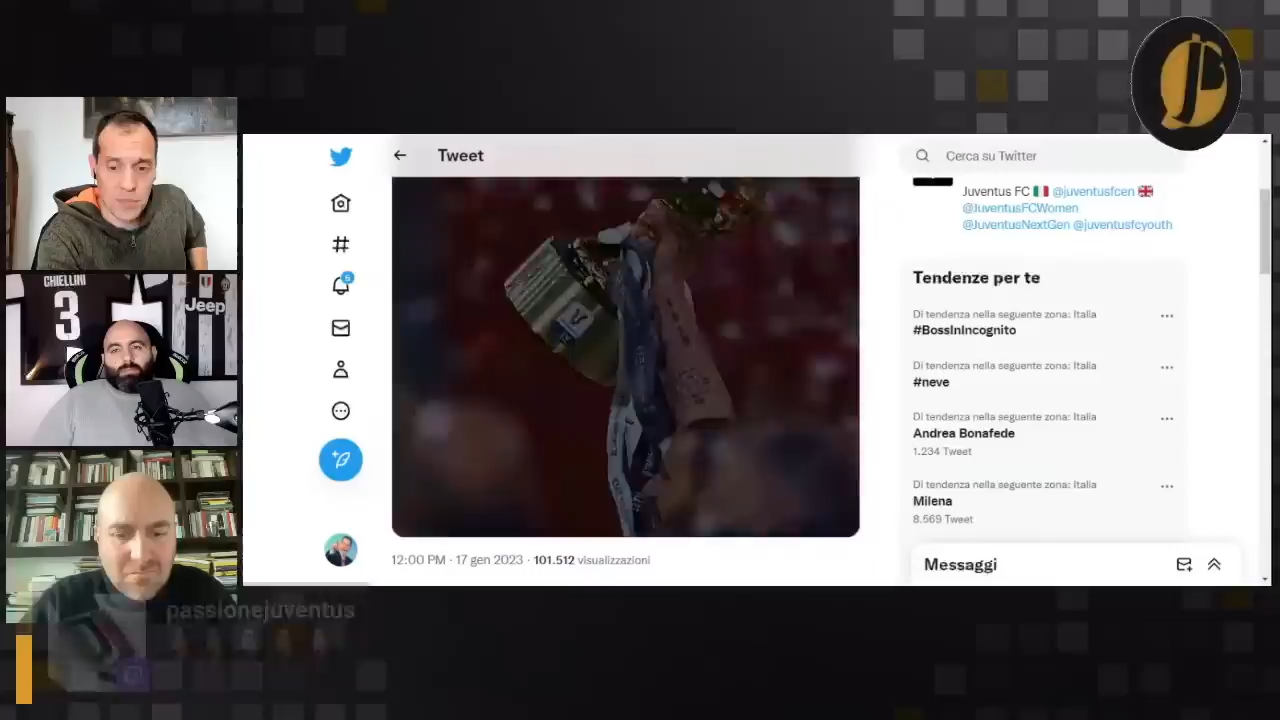 CHIELLINI
3
Jeep
Tweet
12:00 PM · 17 gen 2023 · 101.512 visualizzazioni
Cerca su Twitter
Juventus FC 🇮🇹 @juventusfcen 🇬🇧
@JuventusFCWomen
@JuventusNextGen @juventusfcyouth
Tendenze per te
Di tendenza nella seguente zona: Italia
#BossInIncognito
Di tendenza nella seguente zona: Italia
#neve
Di tendenza nella seguente zona: Italia
Andrea Bonafede
1.234 Tweet
Di tendenza nella seguente zona: Italia
Milena
8.569 Tweet
Messaggi
6
passionejuventus